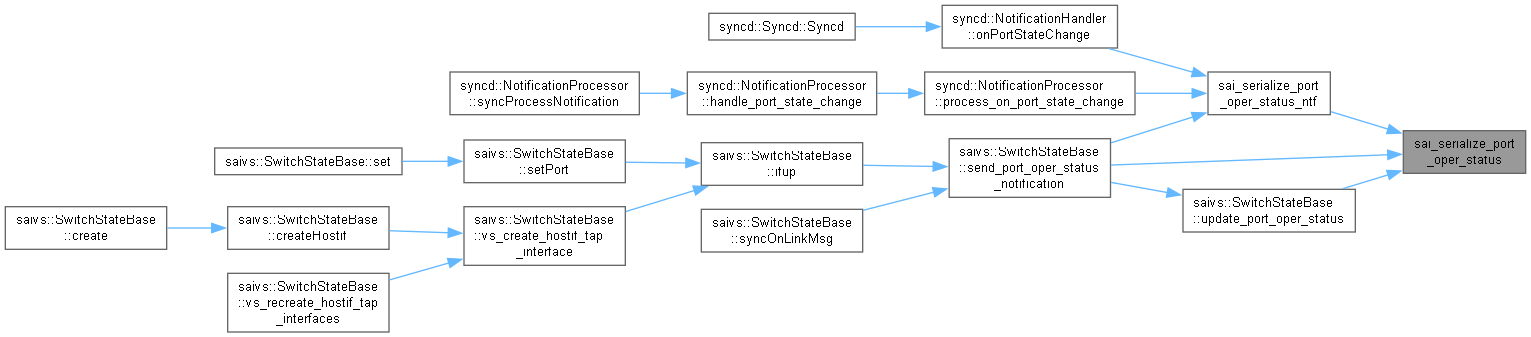 syncd::Syncd::Syncd
syncd::NotificationHandler
::onPortStateChange
syncd::NotificationProcessor
::syncProcessNotification
syncd::NotificationProcessor
::handle_port_state_change
syncd::NotificationProcessor
::process_on_port_state_change
sai_serialize_port
_oper_status_ntf
sai_serialize_port
_oper_status
saivs::SwitchStateBase::set
saivs::SwitchStateBase
::setPort
saivs::SwitchStateBase
::ifup
saivs::SwitchStateBase
::send_port_oper_status
_notification
saivs::SwitchStateBase
::update_port_oper_status
saivs::SwitchStateBase
::create
saivs::SwitchStateBase
::createHostif
saivs::SwitchStateBase
::vs_create_hostif_tap
_interface
saivs::SwitchStateBase
::syncOnLinkMsg
saivs::SwitchStateBase
::vs_recreate_hostif_tap
_interfaces